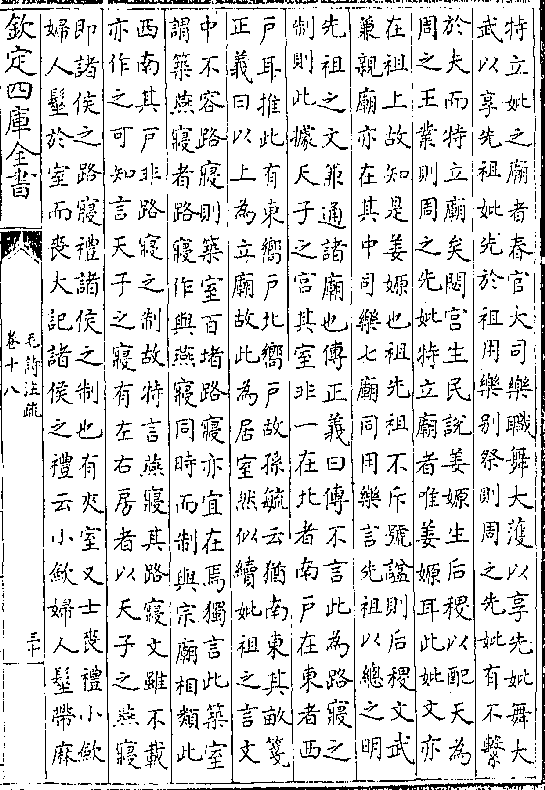 特立妣之廟者春官大司樂職舞大濩以享先妣舞大
武以享先祖妣先於祖用樂別祭則周之先妣有不繫
於夫而特立廟矣閟宮生民說姜嫄生后稷以配天為
周之王業則周之先妣特立廟者唯姜嫄耳此妣文亦
在祖上故知是姜嫄也祖先祖不斥號諡則后稷文武
兼親廟亦在其中司樂七廟同用樂言先祖以總之明
先祖之文兼通諸廟也傳正義曰傳不言此為路寢之
制則此據天子之宮其室非一在北者南戶在東者西
戶耳推此有東嚮戶北嚮戶故孫毓云猶南東其畝箋
正義曰以上為立廟故此為居室然似續妣祖之言文
中不容路寢則築室百堵路寢亦宜在焉獨言此築室
謂築燕寢者路寢作與燕寢同時而制與宗廟相類此
西南其戶非路寢之制故特言燕寢其路寢文雖不載
亦作之可知言天子之寢有左右房者以天子之燕寢
即諸侯之路寢禮諸侯之制也有夾室又士喪禮小斂
婦人髽於室而喪大記諸侯之禮云小斂婦人髽帶麻
欽定四庫全書
毛詩注疏
卷十八
三十